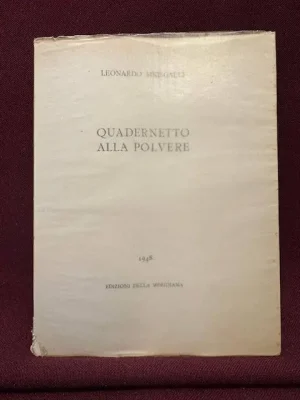 LEONARDO SINISGALLI
QUADERNETTO
ALLA POLVERE
1948
EDIZIONI DELLA MERIDIANA